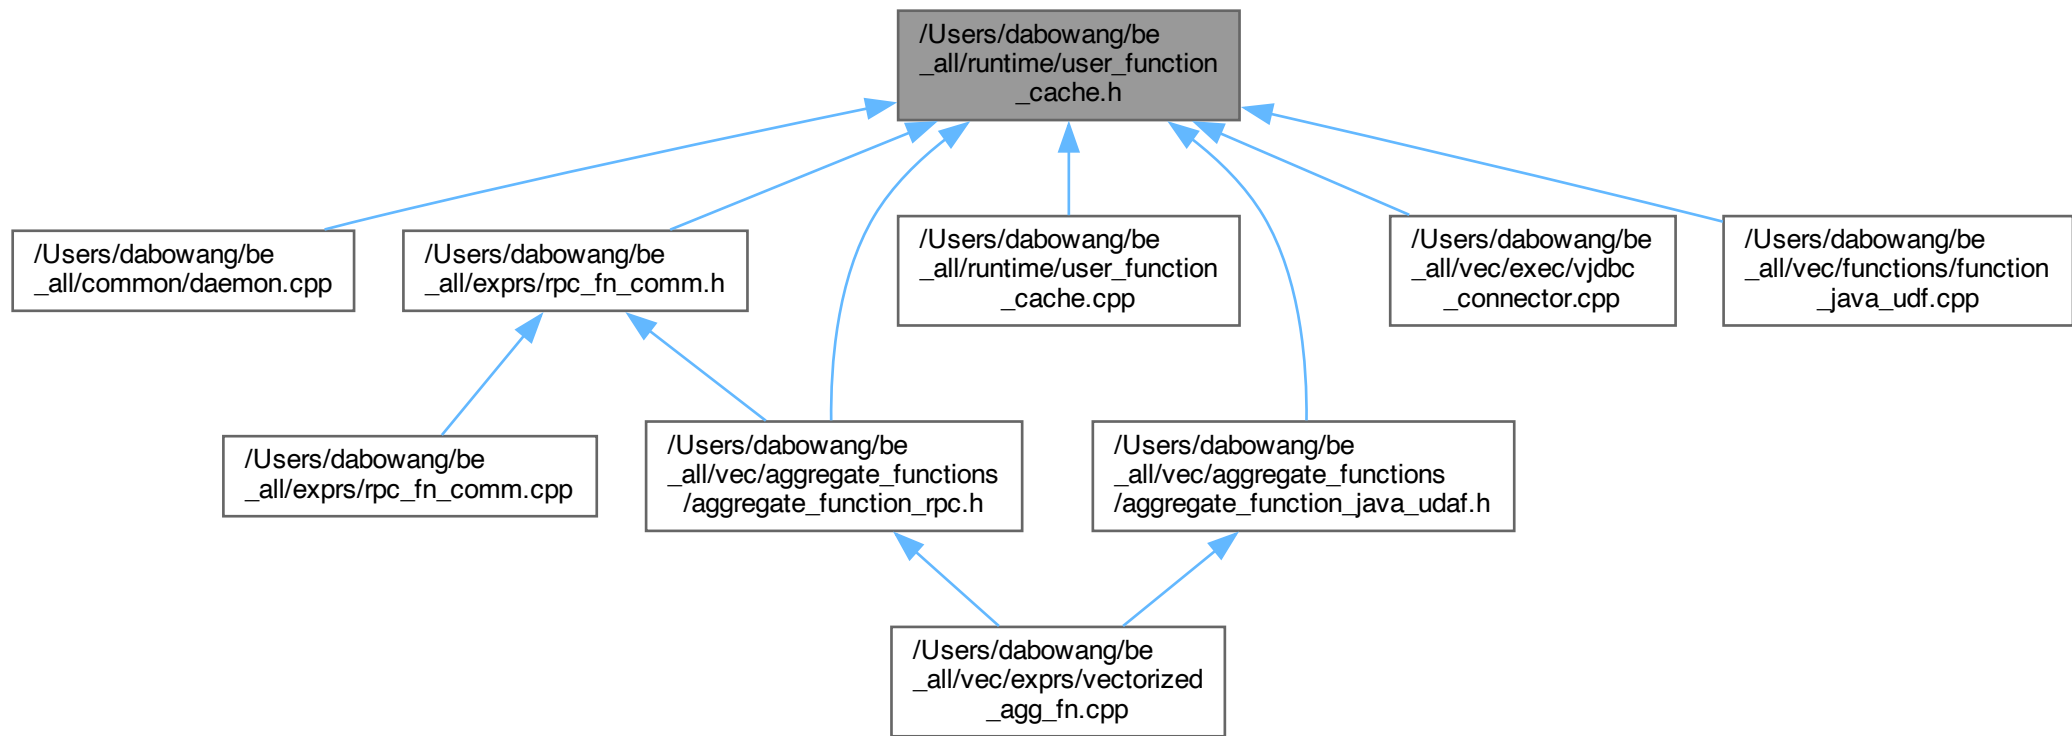 /Users/dabowang/be
_all/runtime/user_function
_cache.h
/Users/dabowang/be
_all/common/daemon.cpp
/Users/dabowang/be
_all/exprs/rpc_fn_comm.h
/Users/dabowang/be
_all/runtime/user_function
_cache.cpp
/Users/dabowang/be
_all/vec/exec/vjdbc
_connector.cpp
/Users/dabowang/be
_all/vec/functions/function
_java_udf.cpp
/Users/dabowang/be
_all/exprs/rpc_fn_comm.cpp
/Users/dabowang/be
_all/vec/aggregate_functions
/aggregate_function_rpc.h
/Users/dabowang/be
_all/vec/aggregate_functions
/aggregate_function_java_udaf.h
/Users/dabowang/be
_all/vec/exprs/vectorized
_agg_fn.cpp